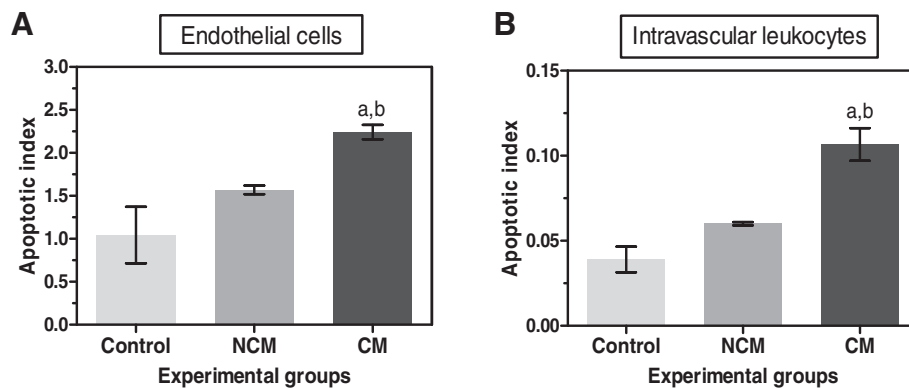 A
Endothelial cells
Apoptotic index
3.0
2.5
2.0
1.5
1.0
0.5
0.0
a,b
Control NCM CM
Experimental groups
B
Intravascular leukocytes
Apoptotic index
0.15
0.10
0.05
0.00
a,b
Control NCM CM
Experimental groups